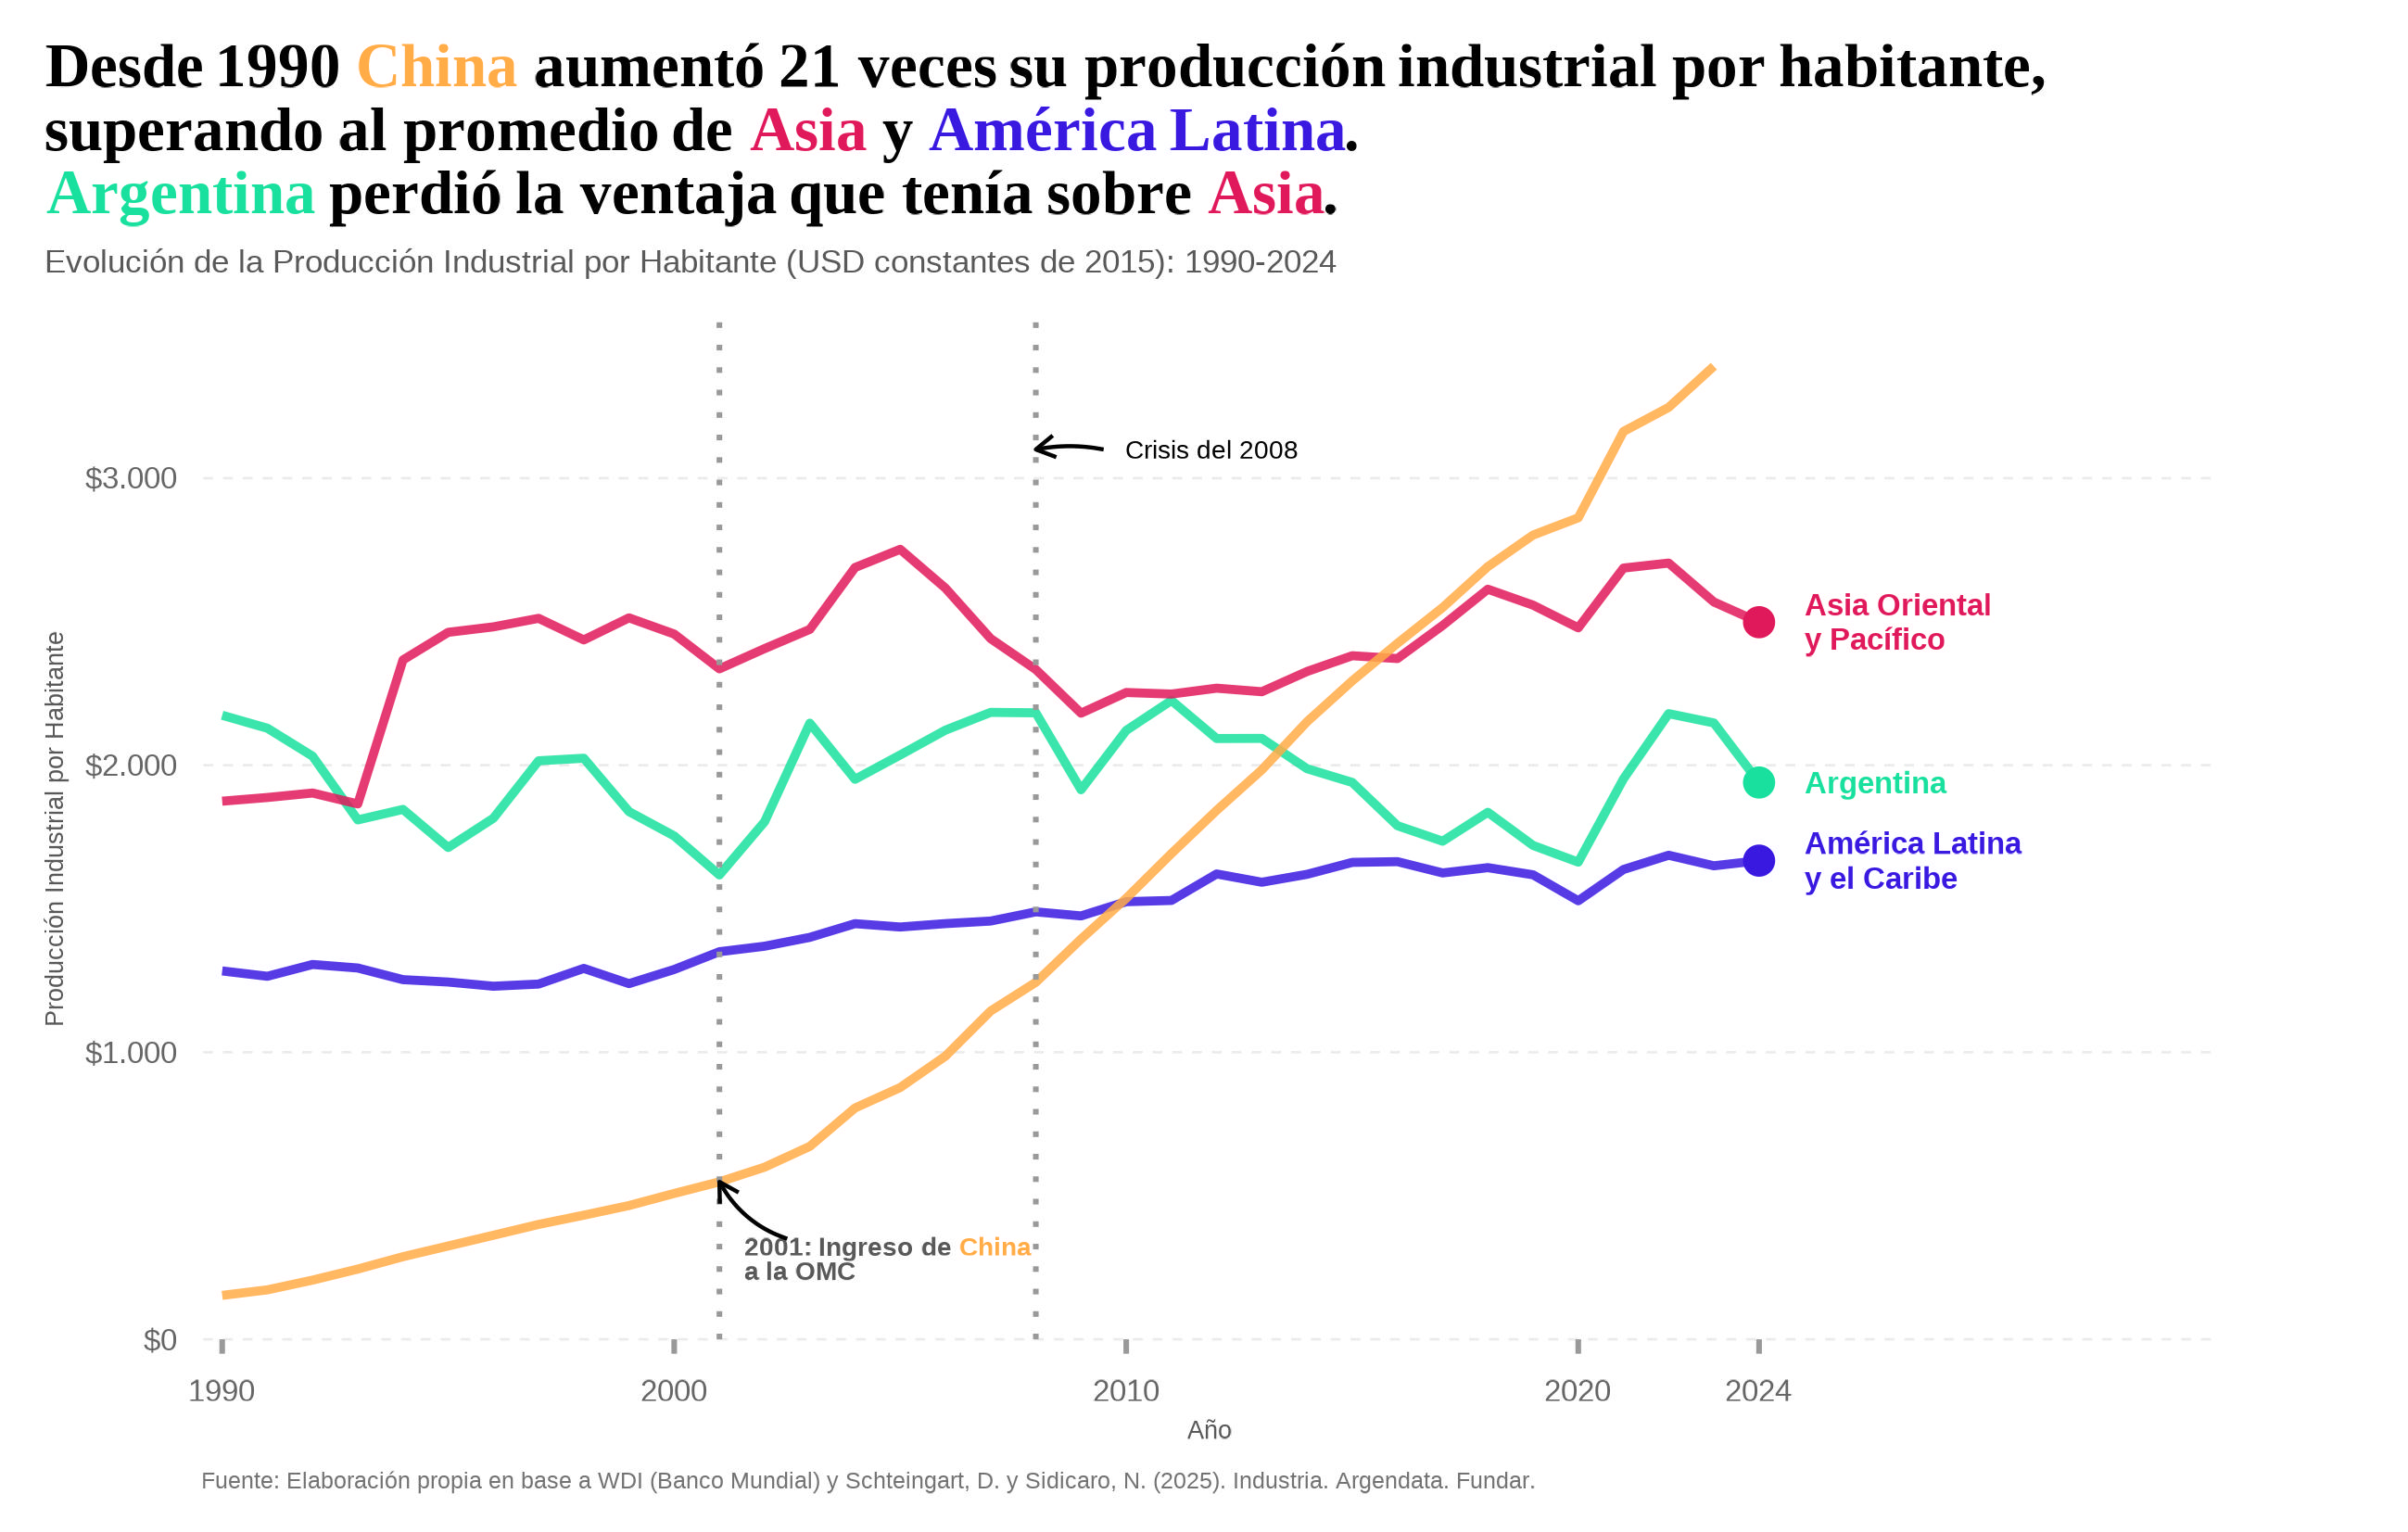 Desde 1990 China aumentó 21 veces su producción industrial por habitante,
superando al promedio de Asia y América Latina.
Argentina perdió la ventaja que tenía sobre Asia.
Evolución de la Producción Industrial por Habitante (USD constantes de 2015): 1990-2024
Crisis del 2008
$3.000
Asia Oriental
y Pacífico
Producción Industrial por Habitante
$2.000
Argentina
América Latina
y el Caribe
$1.000
2001: Ingreso de China
a la OMC
$0
1990
2000
2010
2020
2024
Año
Fuente: Elaboración propia en base a WDI (Banco Mundial) y Schteingart, D. y Sidicaro, N. (2025). Industria. Argendata. Fundar.